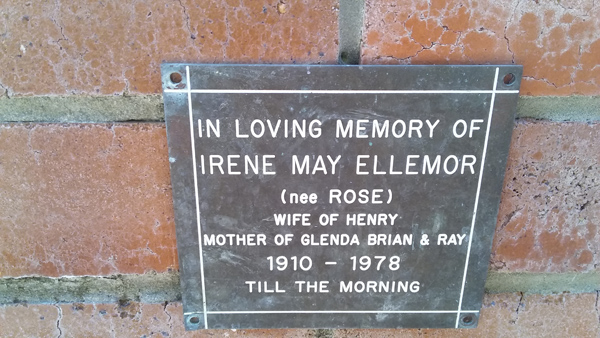 IN LOVING MEMORY OF
IRENE MAY ELLEMOR
(nee ROSE)
WIFE OF HENRY
MOTHER OF GLENDA BRIAN & RAY
1910 - 1978
TILL THE MORNING